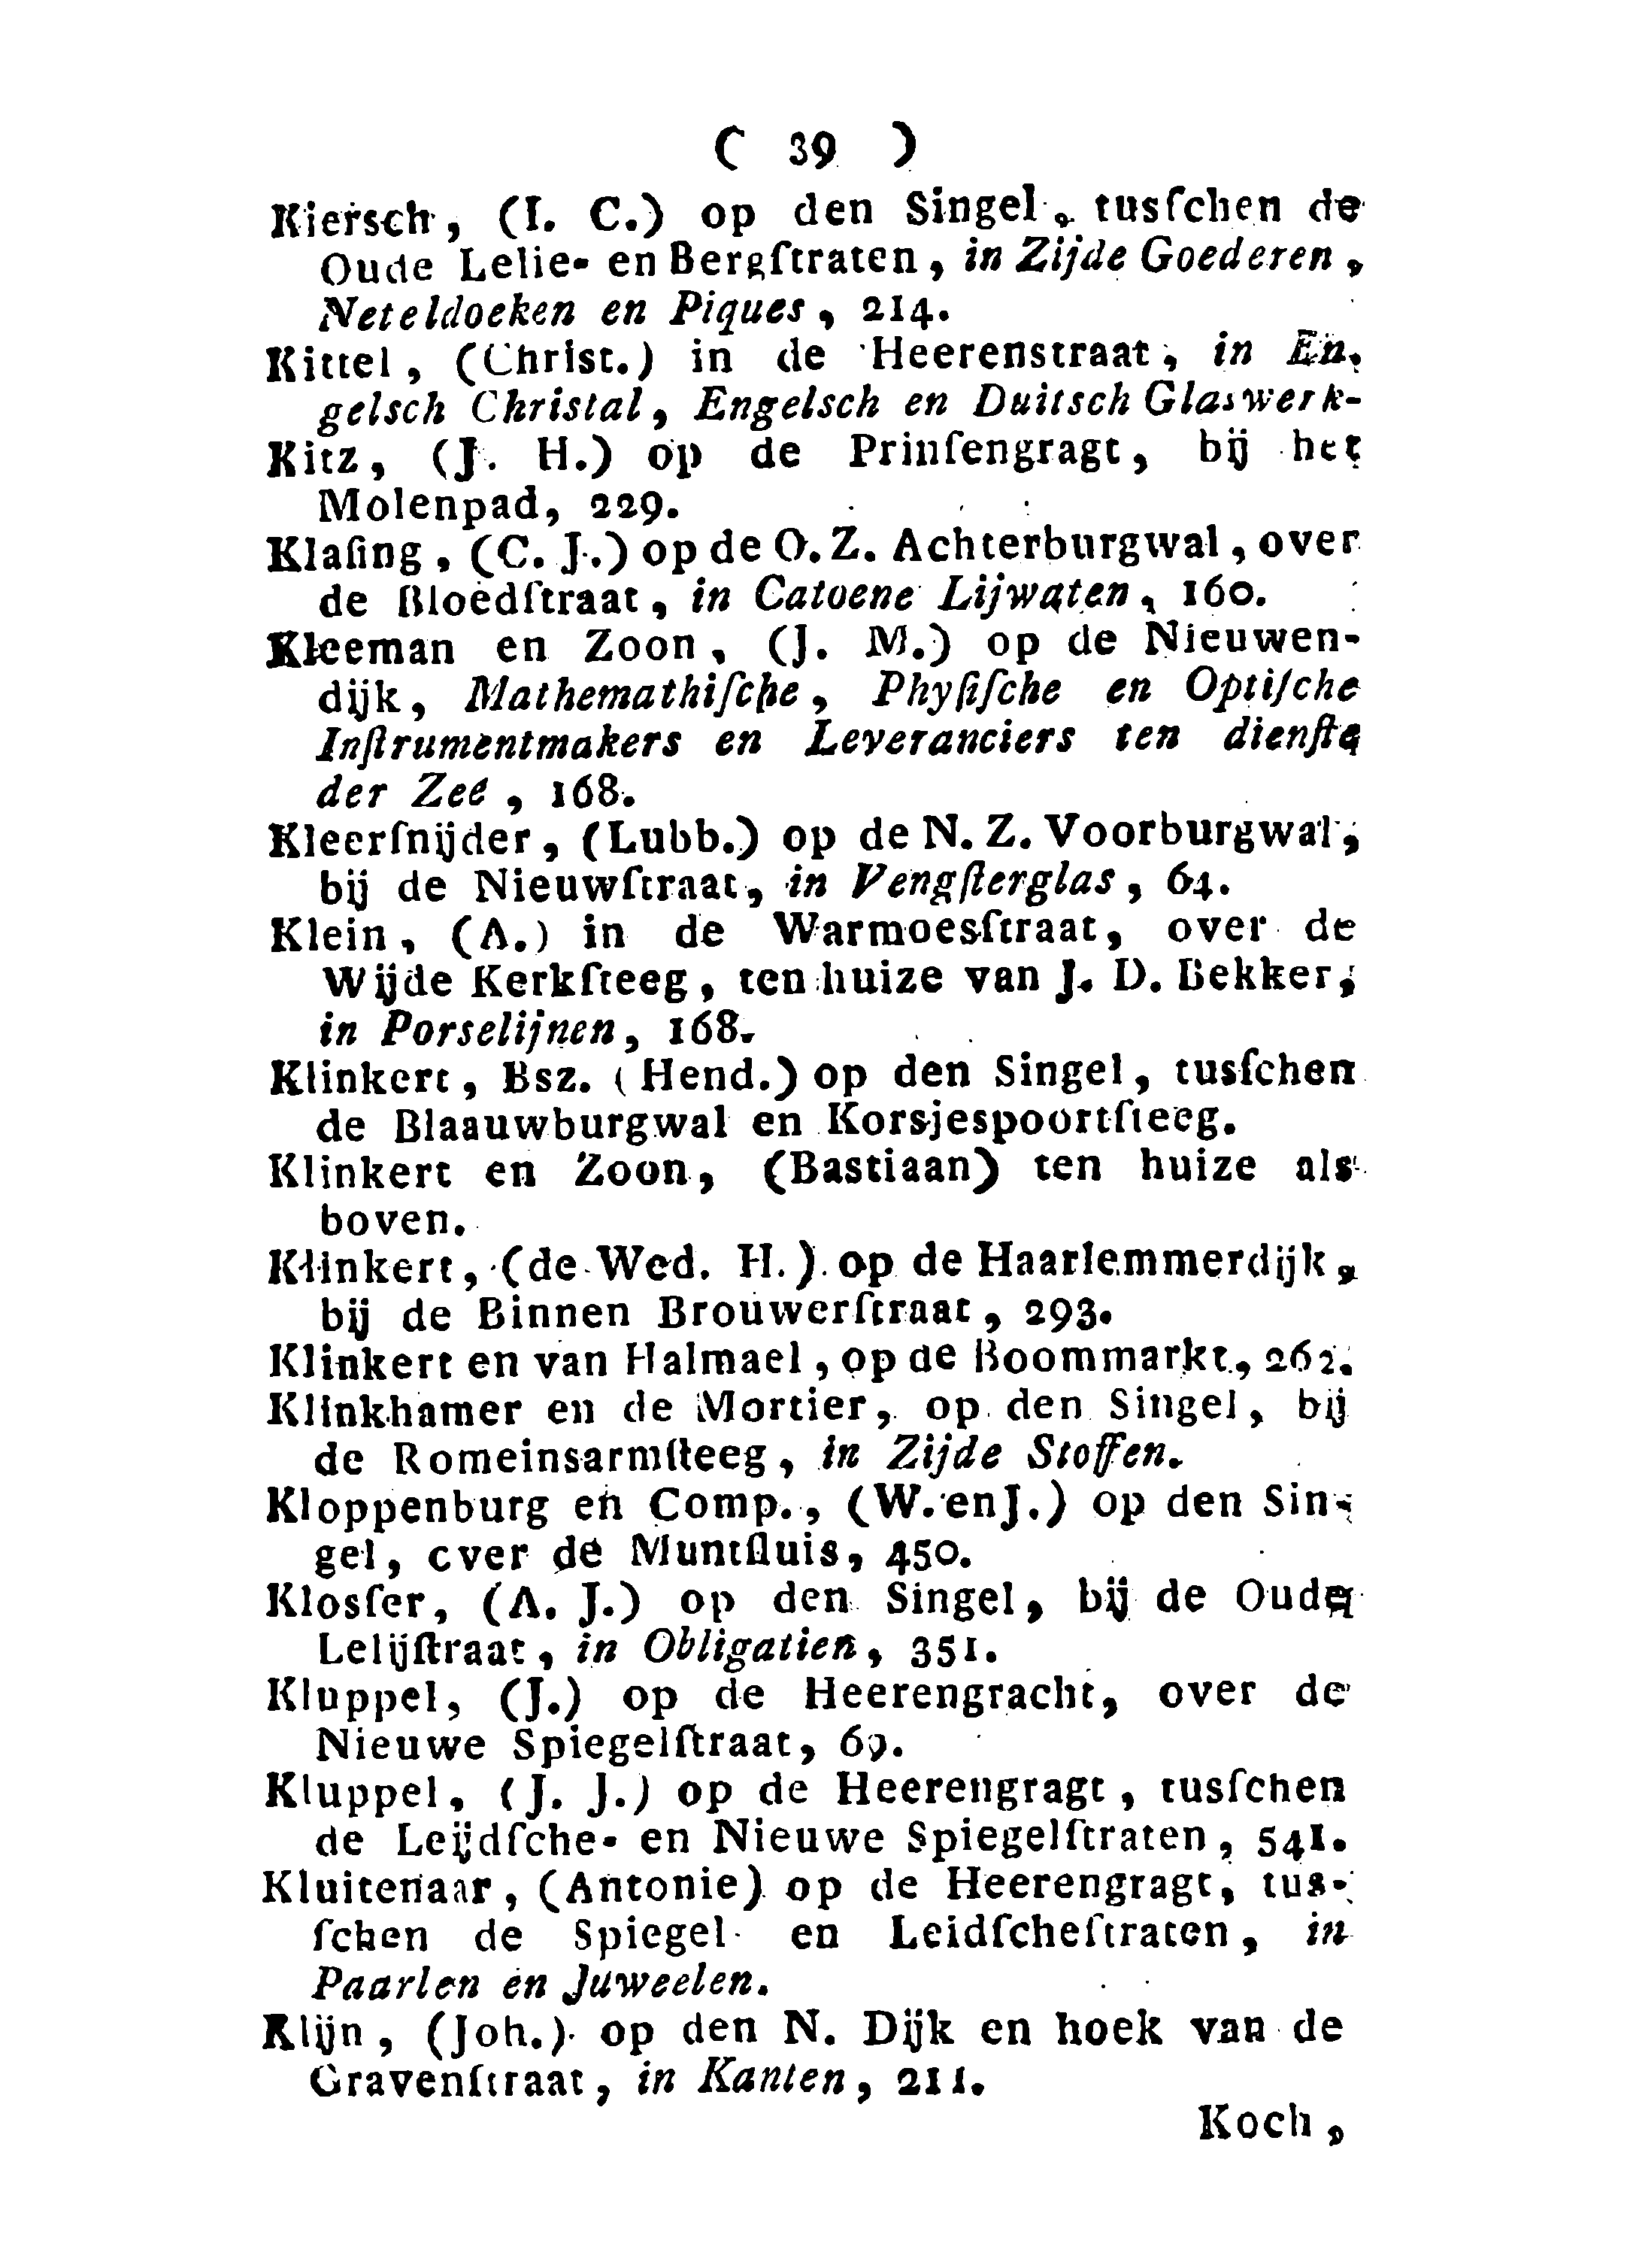 ( 39 )
Kiersch, (I. C.) op den Singel, tusſchen de
Oude Lelie- en Bergſtraten, in Zijde Goederen,
Neteldoeken en Piques, 214.
Kittel, (Christ.) in de Heerenstraat, in En-
gelsch Christal, Engelsch en Duitsch Glaswerk-
Kitz, (J. H.) op de Prinſengragt, bij het
Molenpad, 229.
Klaſing, (C. J.) op de O. Z. Achterburgwal, over
de Bloedſtraat, in Catoene Lijwaten, 160.
Kleeman en Zoon, (J. M.) op de Nieuwen-
dijk, Mathemathiſche, Phyſiſche en Optiſche
Inſtrumentmakers en Leveranciers ten dienſte
der Zee, 168.
Kleerſnijder, (Lubb.) op de N. Z. Voorburgwal,
bij de Nieuwſtraat, in Vengſterglas, 64.
Klein, (A.) in de Warmoesſtraat, over de
Wijde Kerkſteeg, ten huize van J. D. Bekker,
in Porselijnen, 168.
Klinkert, Bsz. (Hend.) op den Singel, tusſchen
de Blaauwburgwal en Korsjespoortſteeg.
Klinkert en Zoon, (Bastiaan) ten huize als
boven.
Klinkert, (de Wed. H.) op de Haarlemmerdijk,
bij de Binnen Brouwerſtraat, 293.
Klinkert en van Halmael, op de Boommarkt, 262.
Klinkhamer en de Mortier, op den Singel, bij
de Romeinsarmſteeg, in Zijde Stoffen.
Kloppenburg en Comp., (W. en J.) op den Sin-
gel, over de Muntſluis, 450.
Klosſer, (A. J.) op den Singel, bij de Oude
Lelijſtraat, in Obligatien, 351.
Kluppel, (J.) op de Heerengracht, over de
Nieuwe Spiegelſtraat, 69.
Kluppel, (J. J.) op de Heerengragt, tusſchen
de Leijdſche- en Nieuwe Spiegelſtraten, 541.
Kluitenaar, (Antonie) op de Heerengragt, tus-
ſchen de Spiegel- en Leidſcheſtraten, in
Paarlen en Juweelen.
Klijn, (Joh.) op den N. Dijk en hoek van de
Gravenſtraat, in Kanten, 211.
Koch,